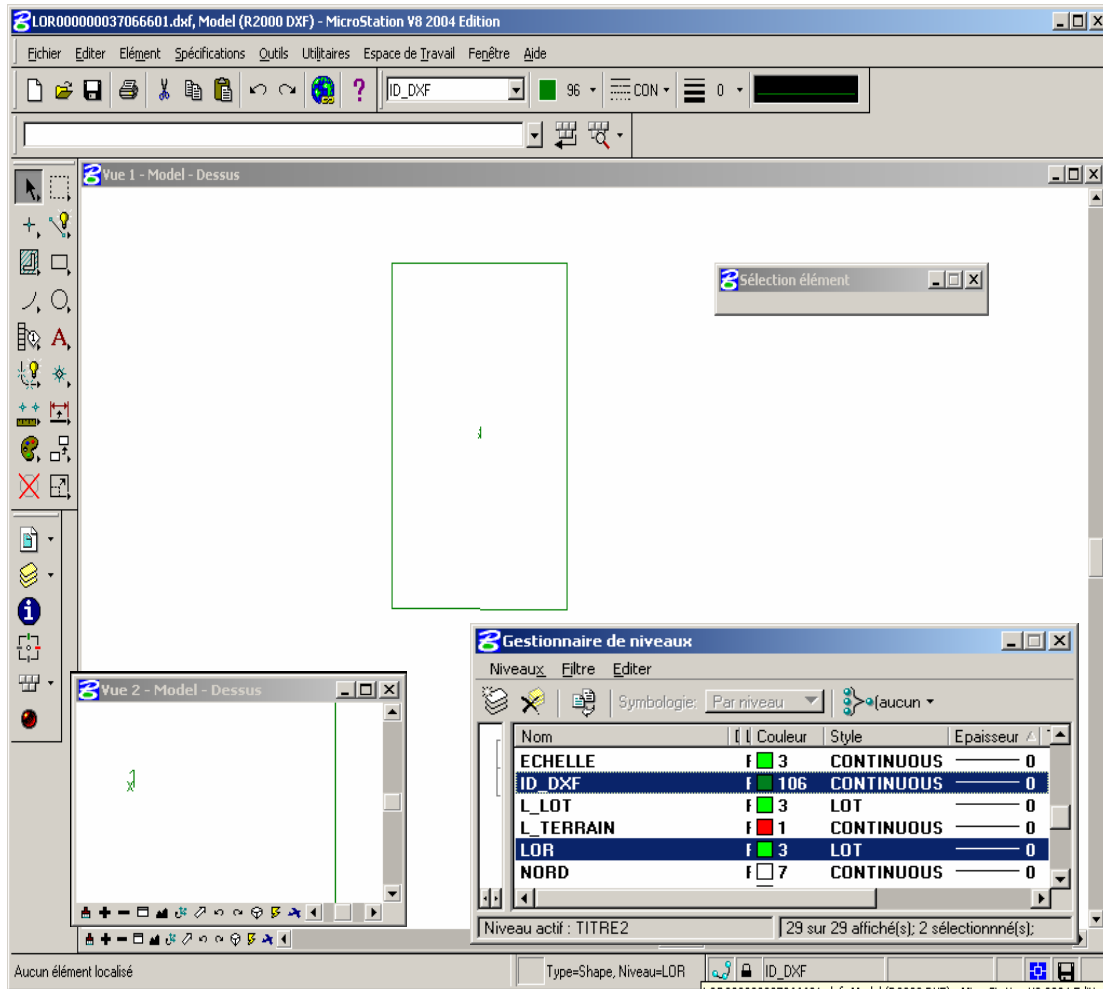 LOR000000037066601.dxf, Model (R2000 DXF) - MicroStation V8 2004 Edition
Fichier Editer Elément Spécifications Outils Utilitaires Espace de Travail Fenêtre Aide
ID_DXF 96 CON 0
Vue 1 - Model - Dessus
Sélection élément
Vue 2 - Model - Dessus
Gestionnaire de niveaux
Niveaux Filtre Editer
Symbologie: Par niveau (aucun
Nom Couleur Style Epaisseur
ECHELLE F 3 CONTINUOUS 0
ID_DXF F 106 CONTINUOUS 0
L_LOT F 3 LOT 0
L_TERRAIN F 1 CONTINUOUS 0
LOR F 3 LOT 0
NORD F 7 CONTINUOUS 0
Niveau actif : TITRE2 29 sur 29 affiché(s); 2 sélectionnné(s);
Aucun élément localisé Type=Shape, Niveau=LOR ID_DXF